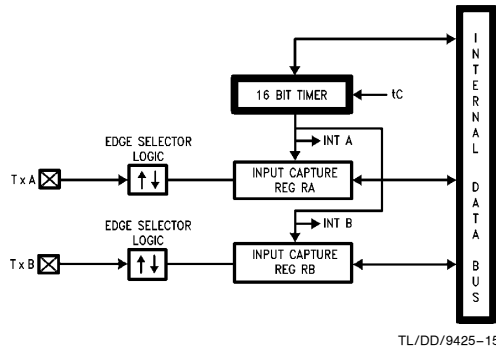 INTERNAL DATA BUS
16 BIT TIMER
tC
INT A
EDGE SELECTOR
LOGIC
TxA
INPUT CAPTURE
REG RA
INT B
EDGE SELECTOR
LOGIC
TxB
INPUT CAPTURE
REG RB
TL/DD/9425–15